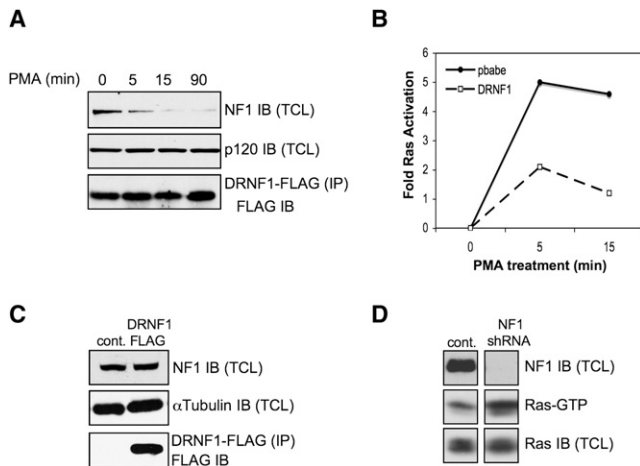 A
PMA (min) 0 5 15 90
NF1 IB (TCL)
p120 IB (TCL)
DRNF1-FLAG (IP)
FLAG IB
B
6
5
4
3
2
1
0
Fold Ras Activation
pbabe
DRNF1
0 5 15
PMA treatment (min)
C
DRNF1
cont. FLAG
NF1 IB (TCL)
αTubulin IB (TCL)
DRNF1-FLAG (IP)
FLAG IB
D
NF1
cont. shRNA
NF1 IB (TCL)
Ras-GTP
Ras IB (TCL)